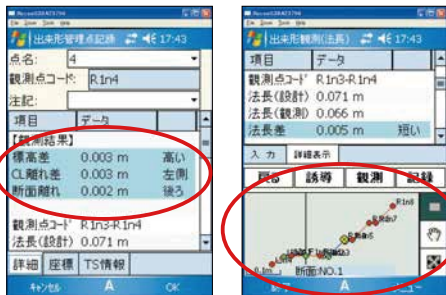 出来形管理点記録 17:43
点名: 4
観測点コード: R1n4
注記:
項目 データ
【観測結果】
標高差 0.003 m 高い
CL離れ差 0.003 m 左側
断面離れ 0.002 m 後ろ
観測点コード R1n3-R1n4
法長(設計) 0.071 m
詳細 座標 TS情報
キャンセル A OK
出来形観測(法長) 17:43
項目 データ
観測点コード R1n3-R1n4
法長(設計) 0.071 m
法長(観測) 0.066 m
法長差 0.005 m 短い
入力 詳細表示
戻る 誘導 観測 記録
R1n8
断面:NO.1
A